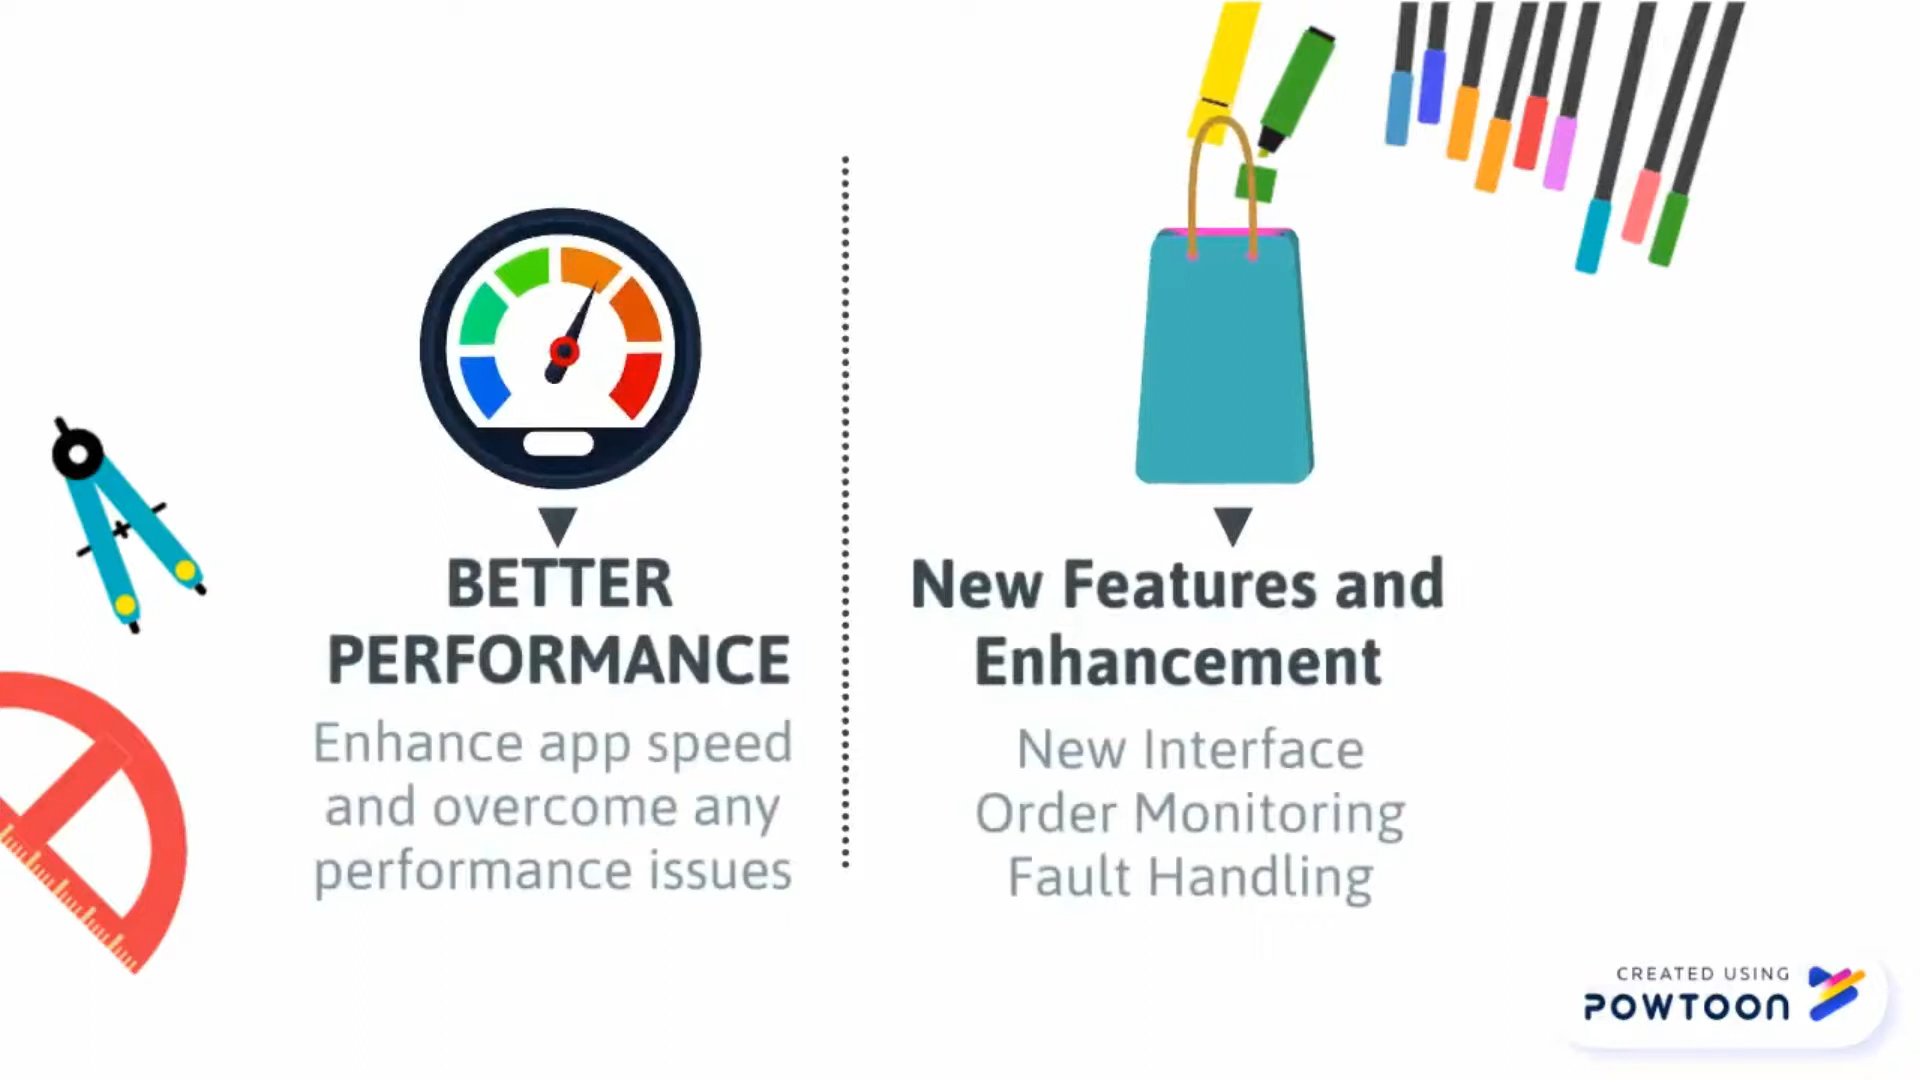 BETTER
PERFORMANCE
Enhance app speed
and overcome any
performance issues
New Features and
Enhancement
New Interface
Order Monitoring
Fault Handling
CREATED USING
POWTOON